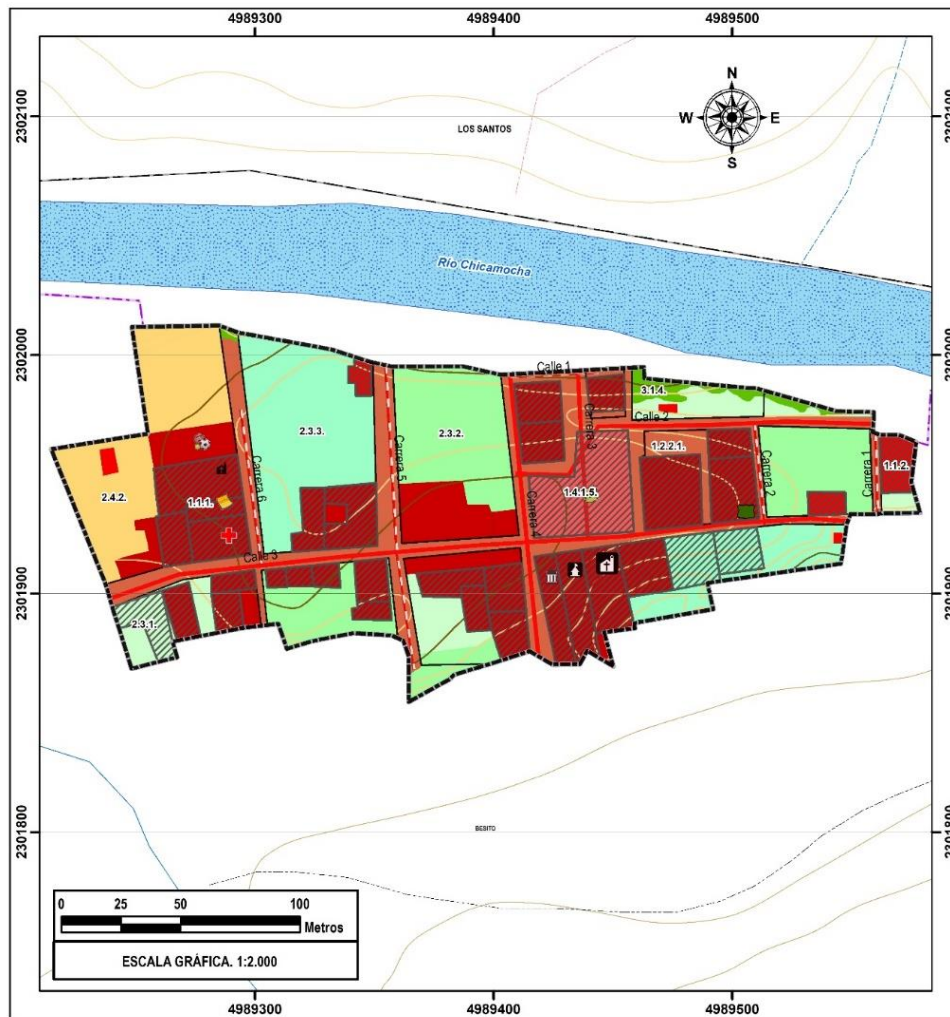 4989300 4989400 4989500
N
W E
S
2302100 2302100
LOS SANTOS
Río Chicamocha
2302000 2302000
Calle 1
3.1.4.
Calle 2
2.3.3.
2.3.2.
Carrera 3
1.2.2.1.
Carrera 6
Carrera 5
Carrera 2
Carrera 1
1.1.2.
2.4.2.
1.1.1.
1.4.1.5.
Carrera 4
Calle 3
2301900 2301900
2.3.1.
2301800 2301800
BESITO
0 25 50 100
Metros
ESCALA GRÁFICA. 1:2.000
4989300 4989400 4989500